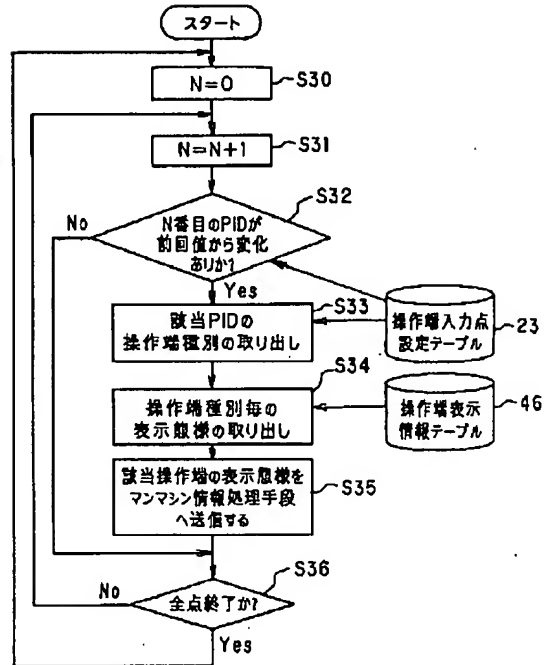 スタート
N=0
S30
N=N+1
S31
S32
No
N番目のPIDが
前回値から変化
ありか?
Yes
S33
該当PIDの
操作端種別の取り出し
操作端入力点
設定テーブル
23
S34
操作端種別毎の
表示態様の取り出し
操作端表示
情報テーブル
46
該当操作端の表示態様を
マンマシン情報処理手段
へ送信する
S35
S36
No
全点終了か?
Yes